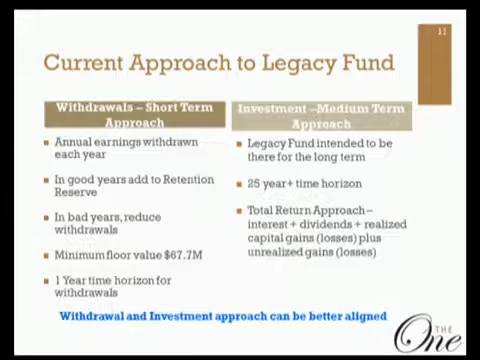 11
Current Approach to Legacy Fund
Withdrawals – Short Term
Approach
Annual earnings withdrawn
each year
In good years add to Retention
Reserve
In bad years, reduce
withdrawals
Minimum floor value $67.7M
1 Year time horizon for
withdrawals
Investment –Medium Term
Approach
Legacy Fund intended to be
there for the long term
25 year+ time horizon
Total Return Approach–
interest + dividends + realized
capital gains (losses) plus
unrealized gains (losses)
Withdrawal and Investment approach can be better aligned
THE
One